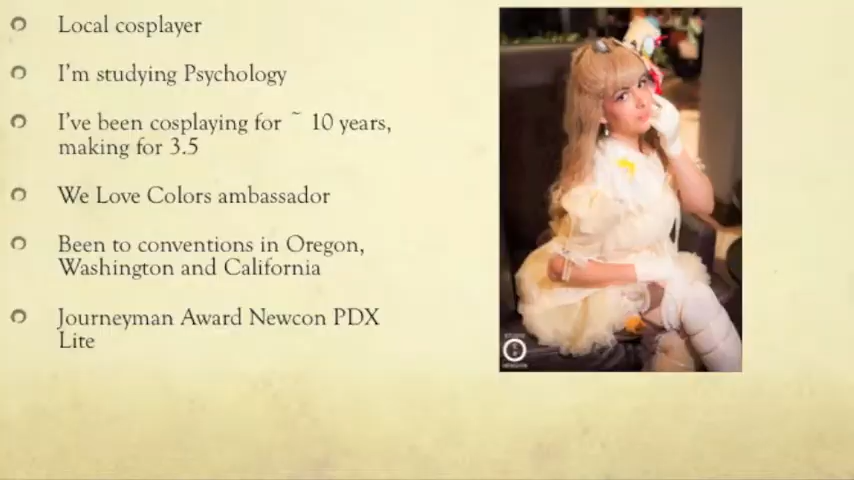 Local cosplayer
I'm studying Psychology
I've been cosplaying for ~ 10 years,
making for 3.5
We Love Colors ambassador
Been to conventions in Oregon,
Washington and California
Journeyman Award Newcon PDX
Lite